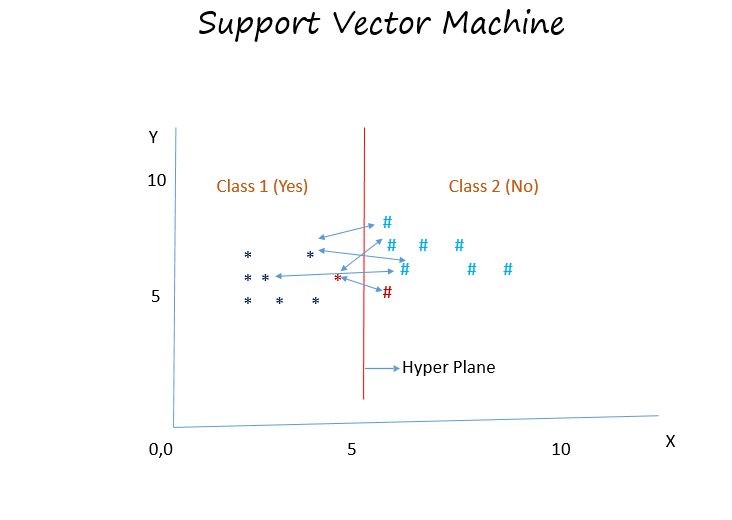 Support Vector Machine
Y
10
Class 1 (Yes)
Class 2 (No)
#
# # #
* *
# # #
* * *
#
5
* * *
Hyper Plane
0,0
5
10
X